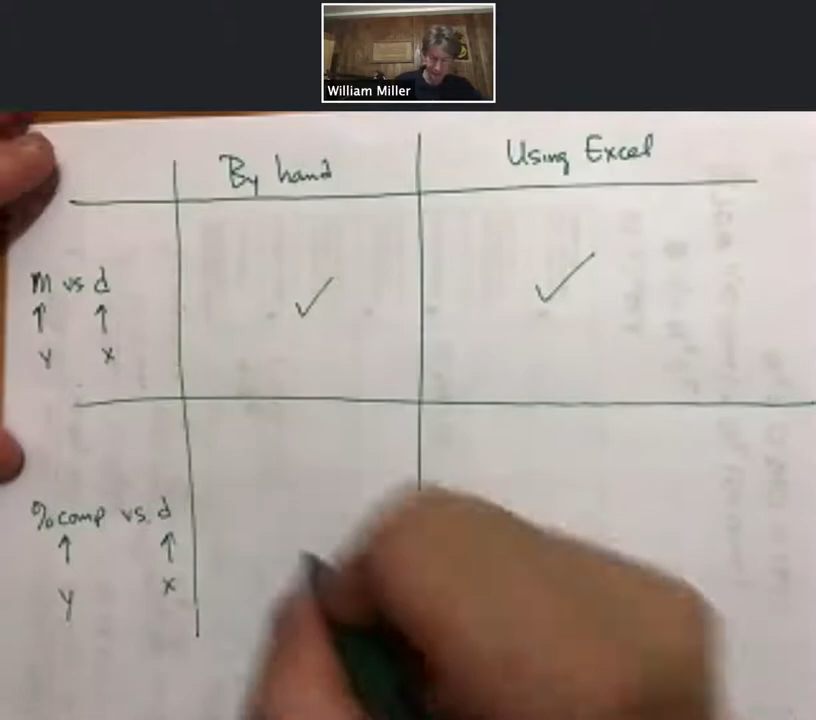 William Miller
By hand
Using Excel
m vs d
↑ ↑
y x
✓ ✓
% comp vs. d
↑ ↑
y x